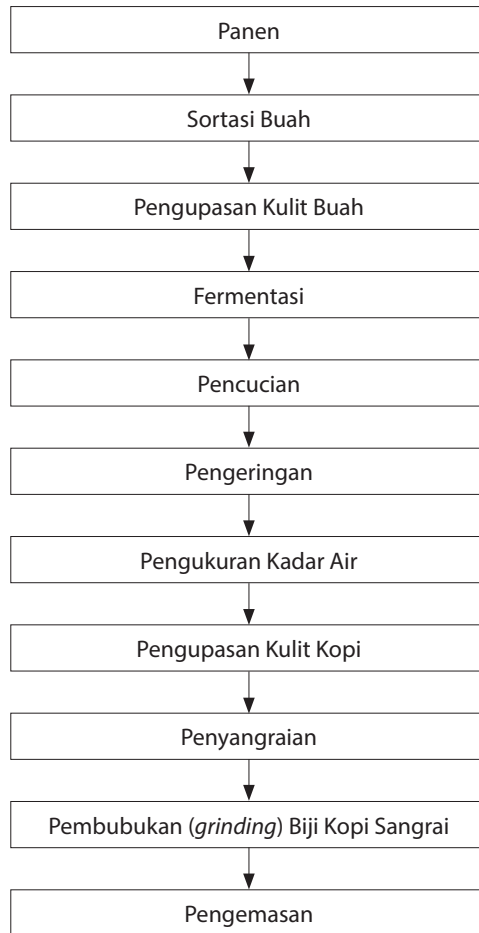 Panen
Sortasi Buah
Pengupasan Kulit Buah
Fermentasi
Pencucian
Pengeringan
Pengukuran Kadar Air
Pengupasan Kulit Kopi
Penyangraian
Pembubukan (grinding) Biji Kopi Sangrai
Pengemasan